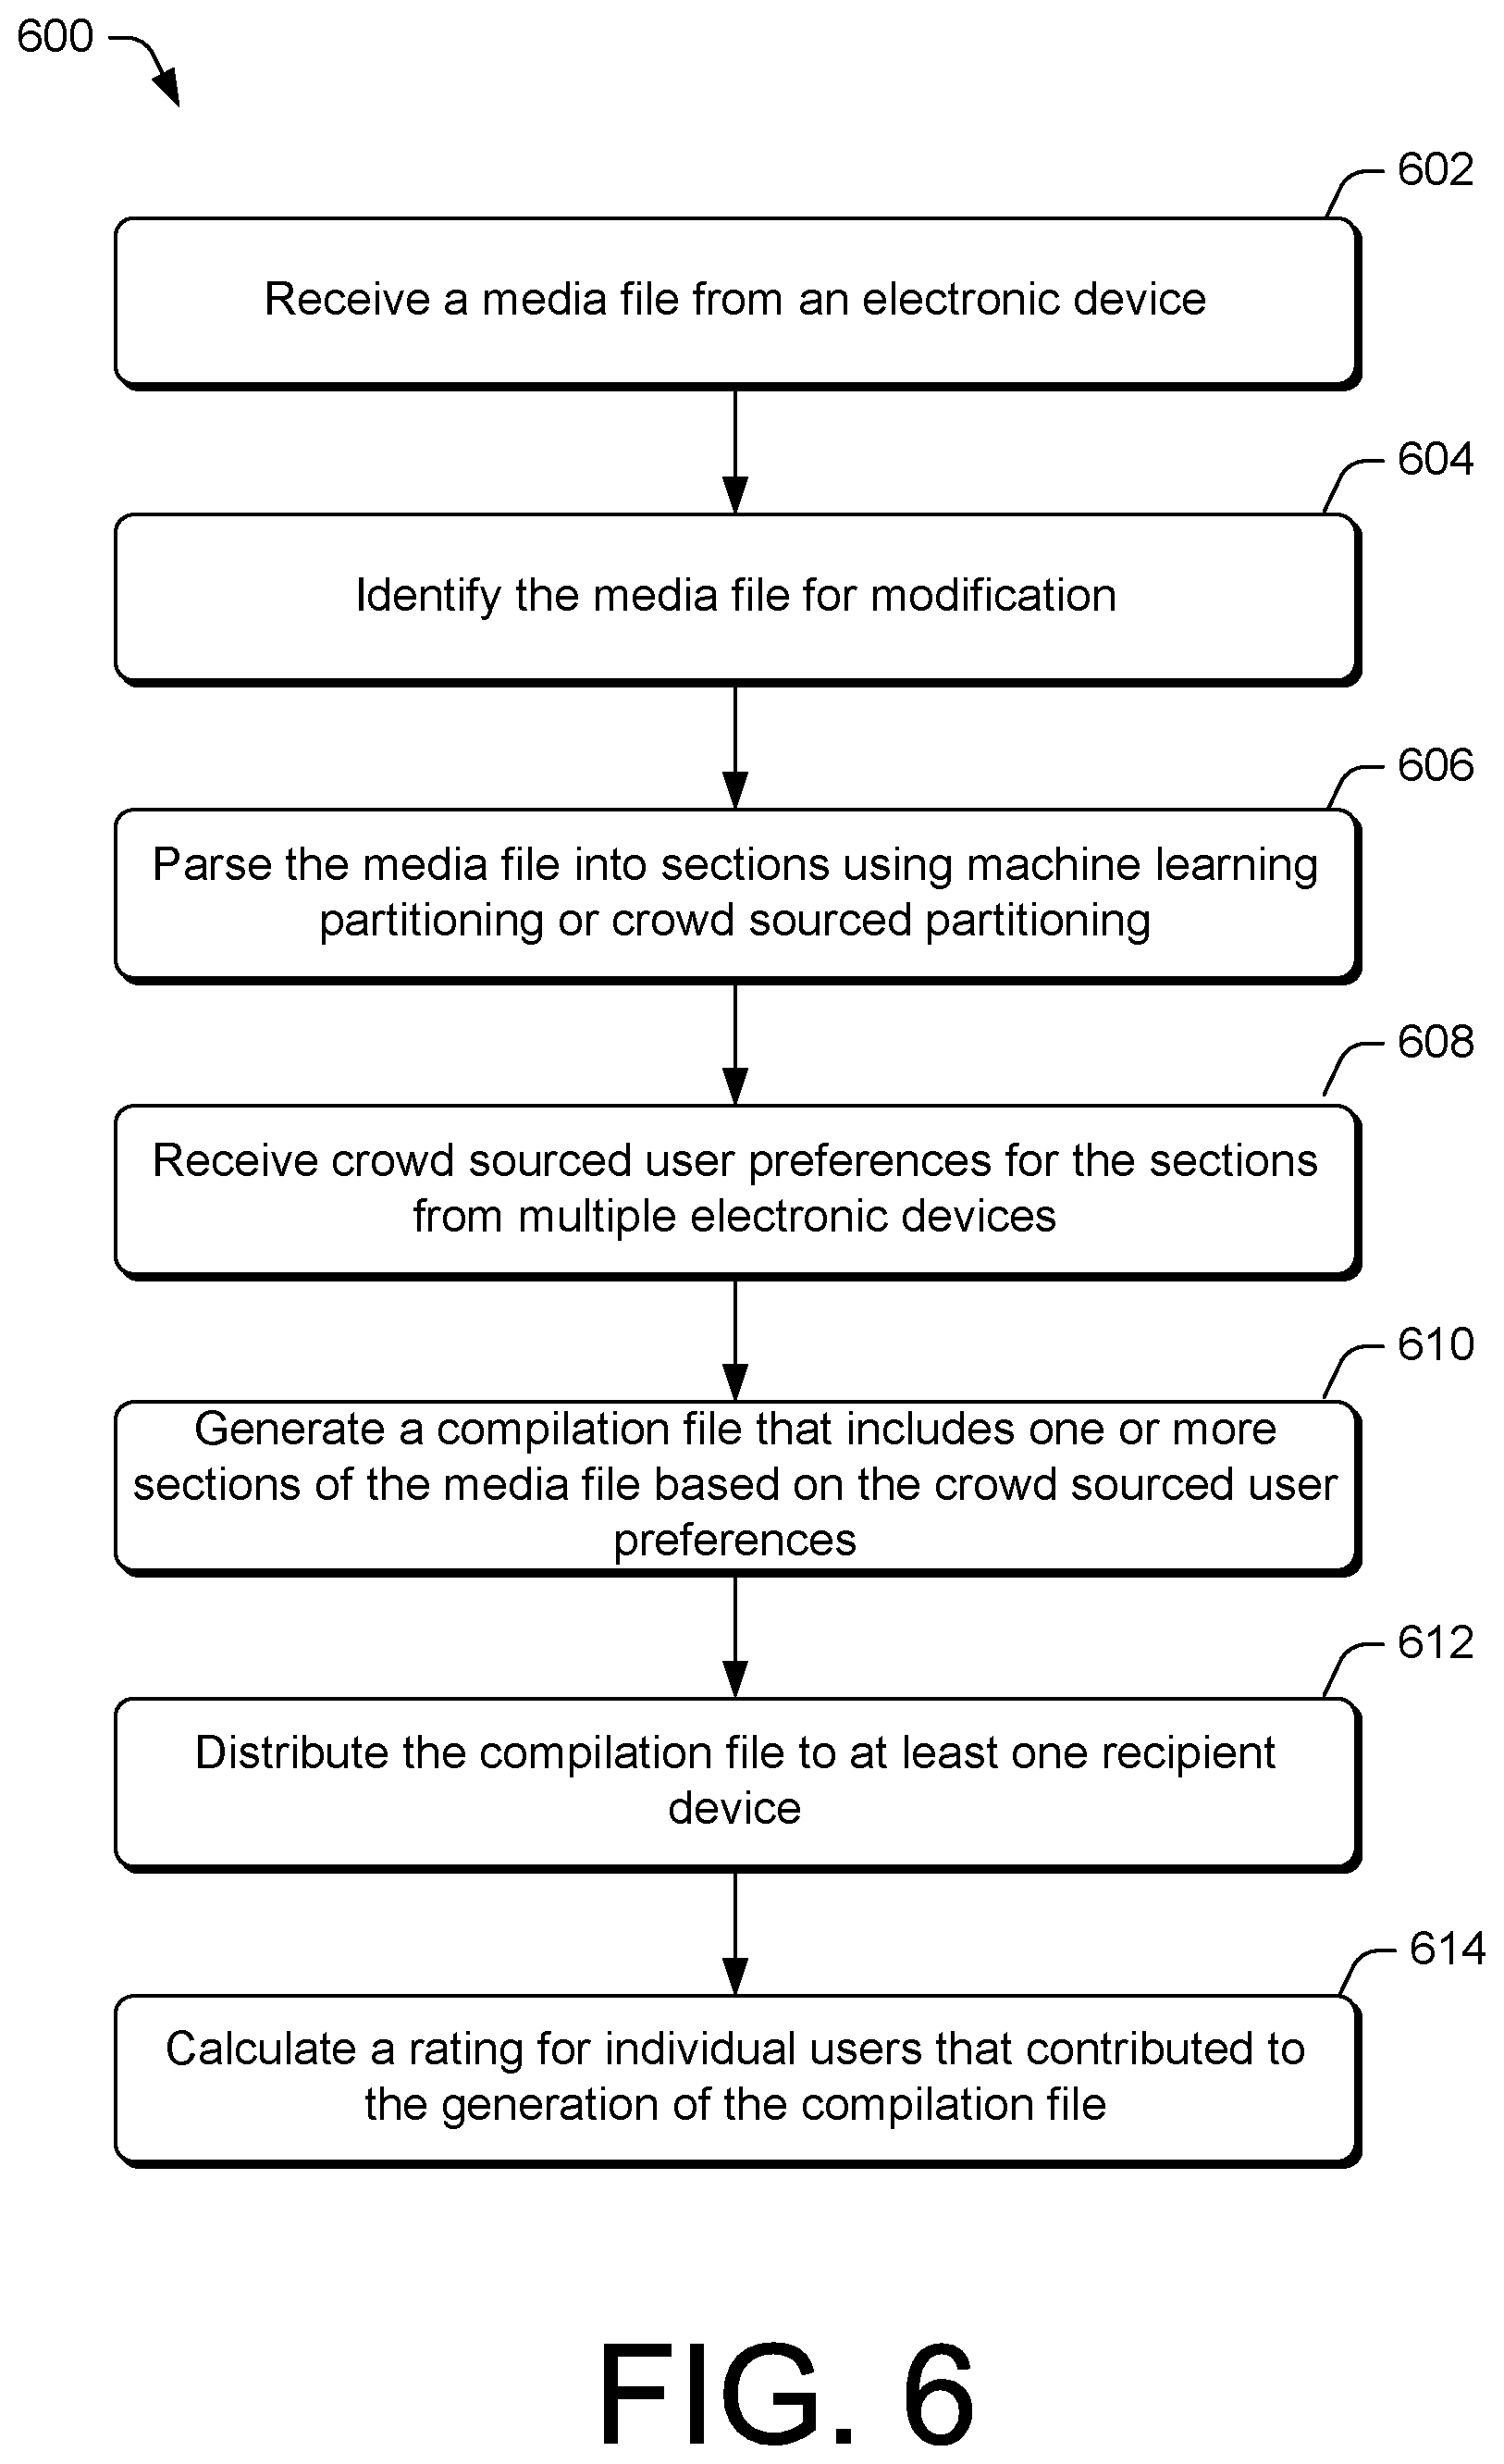 600
602
Receive a media file from an electronic device
604
Identify the media file for modification
606
Parse the media file into sections using machine learning
partitioning or crowd sourced partitioning
608
Receive crowd sourced user preferences for the sections
from multiple electronic devices
610
Generate a compilation file that includes one or more
sections of the media file based on the crowd sourced user
preferences
612
Distribute the compilation file to at least one recipient
device
614
Calculate a rating for individual users that contributed to
the generation of the compilation file
FIG. 6